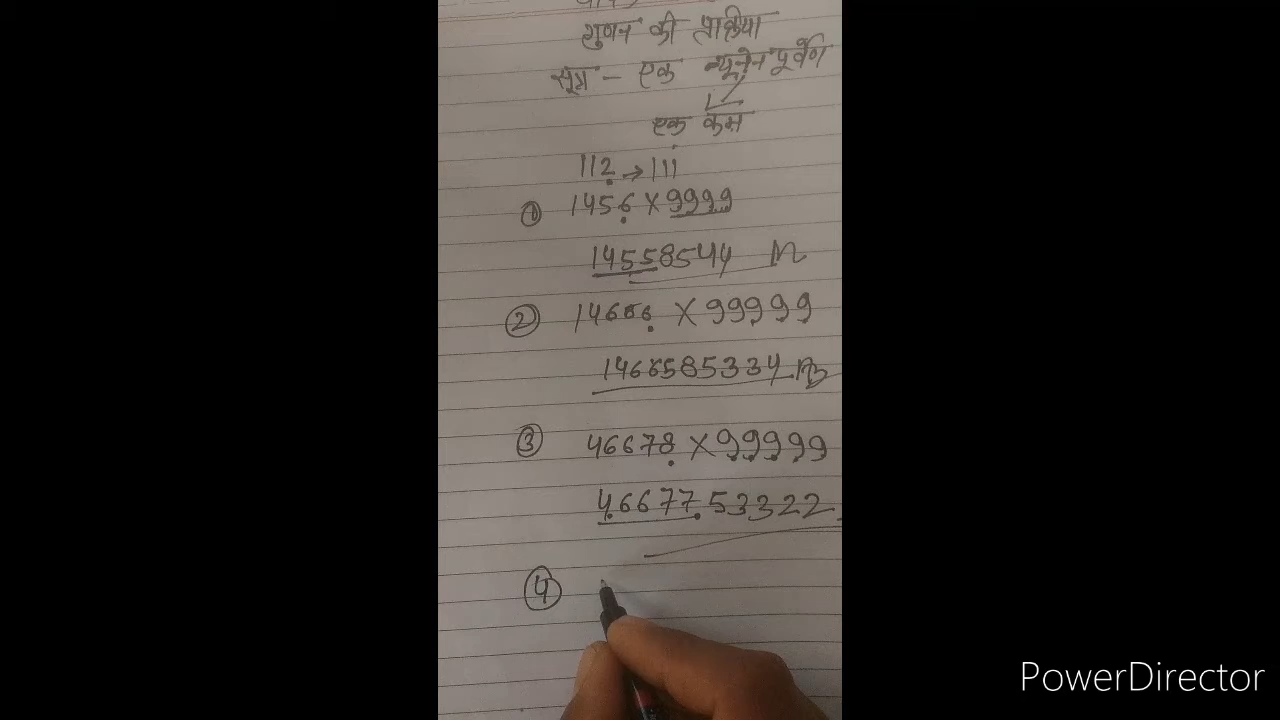 गुणन की प्रक्रिया
सूत्र - एक न्यूनेन पूर्वेण
एक कम
112 → 111
① 1456 X 9999
14558544
② 14666 X 99999
1466585334
③ 46678 X 99999
4667753322
④
PowerDirector